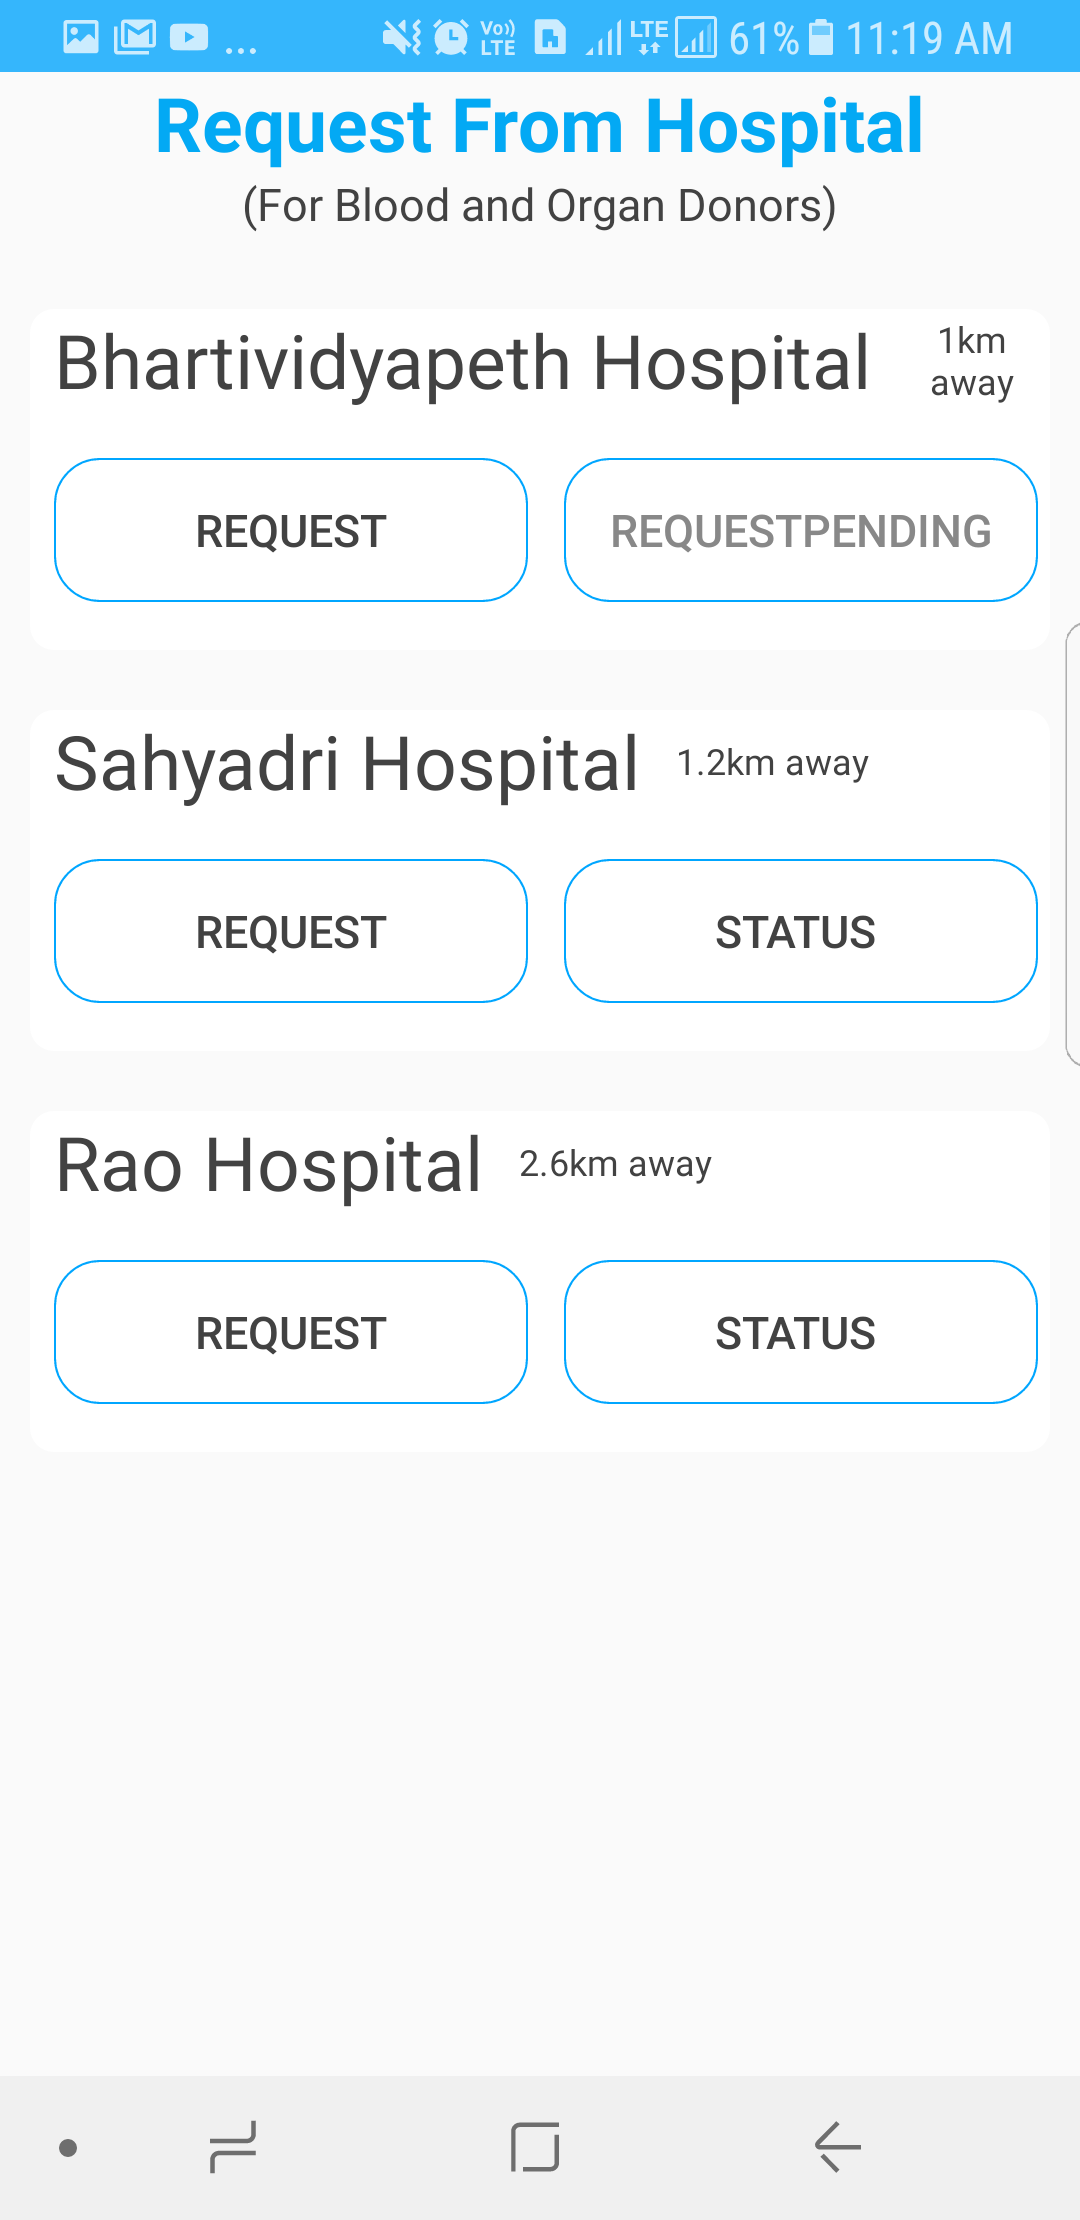 ... Vo)) LTE LTE 61% 11:19 AM
Request From Hospital
(For Blood and Organ Donors)
Bhartividyapeth Hospital 1km away
REQUEST REQUESTPENDING
Sahyadri Hospital 1.2km away
REQUEST STATUS
Rao Hospital 2.6km away
REQUEST STATUS